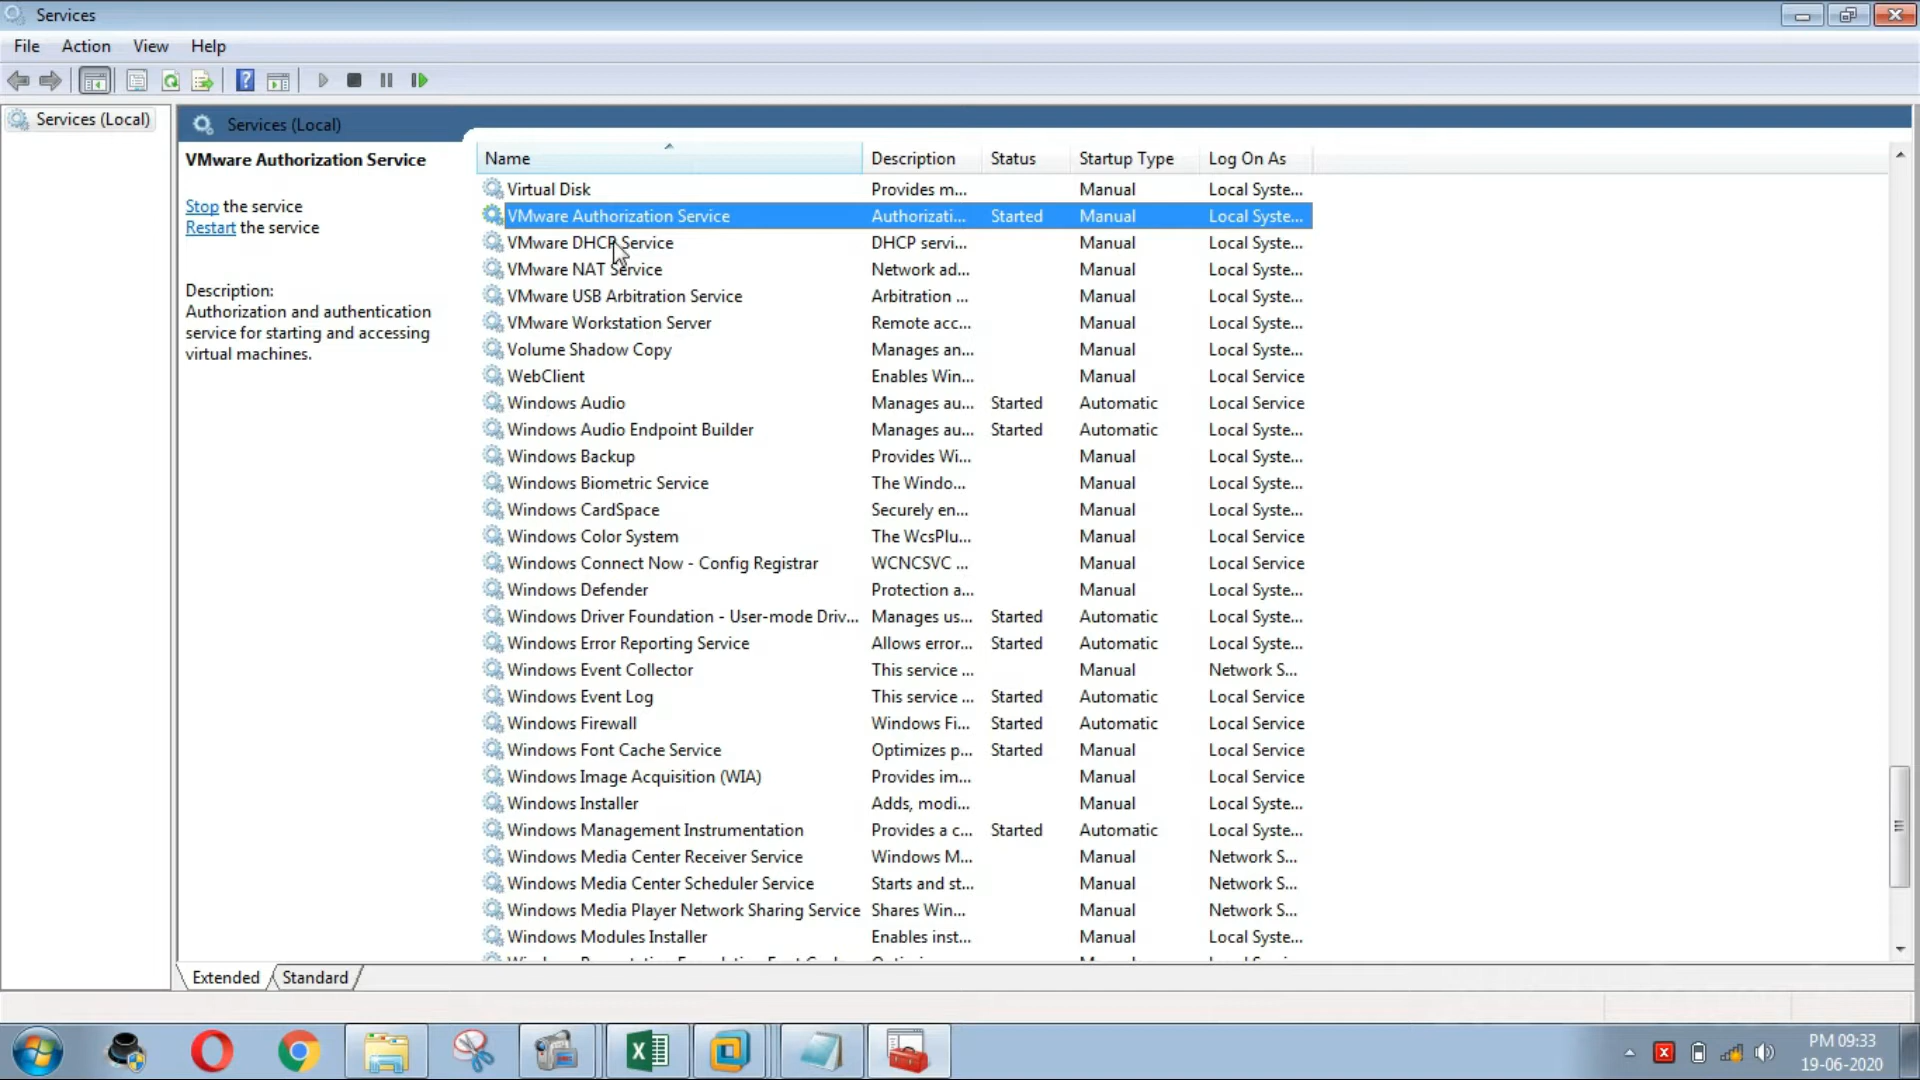 Services
File Action View Help
Services (Local)
Services (Local)
VMware Authorization Service
Stop the service
Restart the service
Description:
Authorization and authentication
service for starting and accessing
virtual machines.
Name Description Status Startup Type Log On As
Virtual Disk Provides m... Manual Local Syste...
VMware Authorization Service Authorizati... Started Manual Local Syste...
VMware DHCP Service DHCP servi... Manual Local Syste...
VMware NAT Service Network ad... Manual Local Syste...
VMware USB Arbitration Service Arbitration ... Manual Local Syste...
VMware Workstation Server Remote acc... Manual Local Syste...
Volume Shadow Copy Manages an... Manual Local Syste...
WebClient Enables Win... Manual Local Service
Windows Audio Manages au... Started Automatic Local Service
Windows Audio Endpoint Builder Manages au... Started Automatic Local Syste...
Windows Backup Provides Wi... Manual Local Syste...
Windows Biometric Service The Windo... Manual Local Syste...
Windows CardSpace Securely en... Manual Local Syste...
Windows Color System The WcsPlu... Manual Local Service
Windows Connect Now - Config Registrar WCNCSVC ... Manual Local Service
Windows Defender Protection a... Manual Local Syste...
Windows Driver Foundation - User-mode Driv... Manages us... Started Automatic Local Syste...
Windows Error Reporting Service Allows error... Started Automatic Local Syste...
Windows Event Collector This service ... Manual Network S...
Windows Event Log This service ... Started Automatic Local Service
Windows Firewall Windows Fi... Started Automatic Local Service
Windows Font Cache Service Optimizes p... Started Manual Local Service
Windows Image Acquisition (WIA) Provides im... Manual Local Service
Windows Installer Adds, modi... Manual Local Syste...
Windows Management Instrumentation Provides a c... Started Automatic Local Syste...
Windows Media Center Receiver Service Windows M... Manual Network S...
Windows Media Center Scheduler Service Starts and st... Manual Network S...
Windows Media Player Network Sharing Service Shares Win... Manual Network S...
Windows Modules Installer Enables inst... Manual Local Syste...
Extended Standard
PM 09:33
19-06-2020